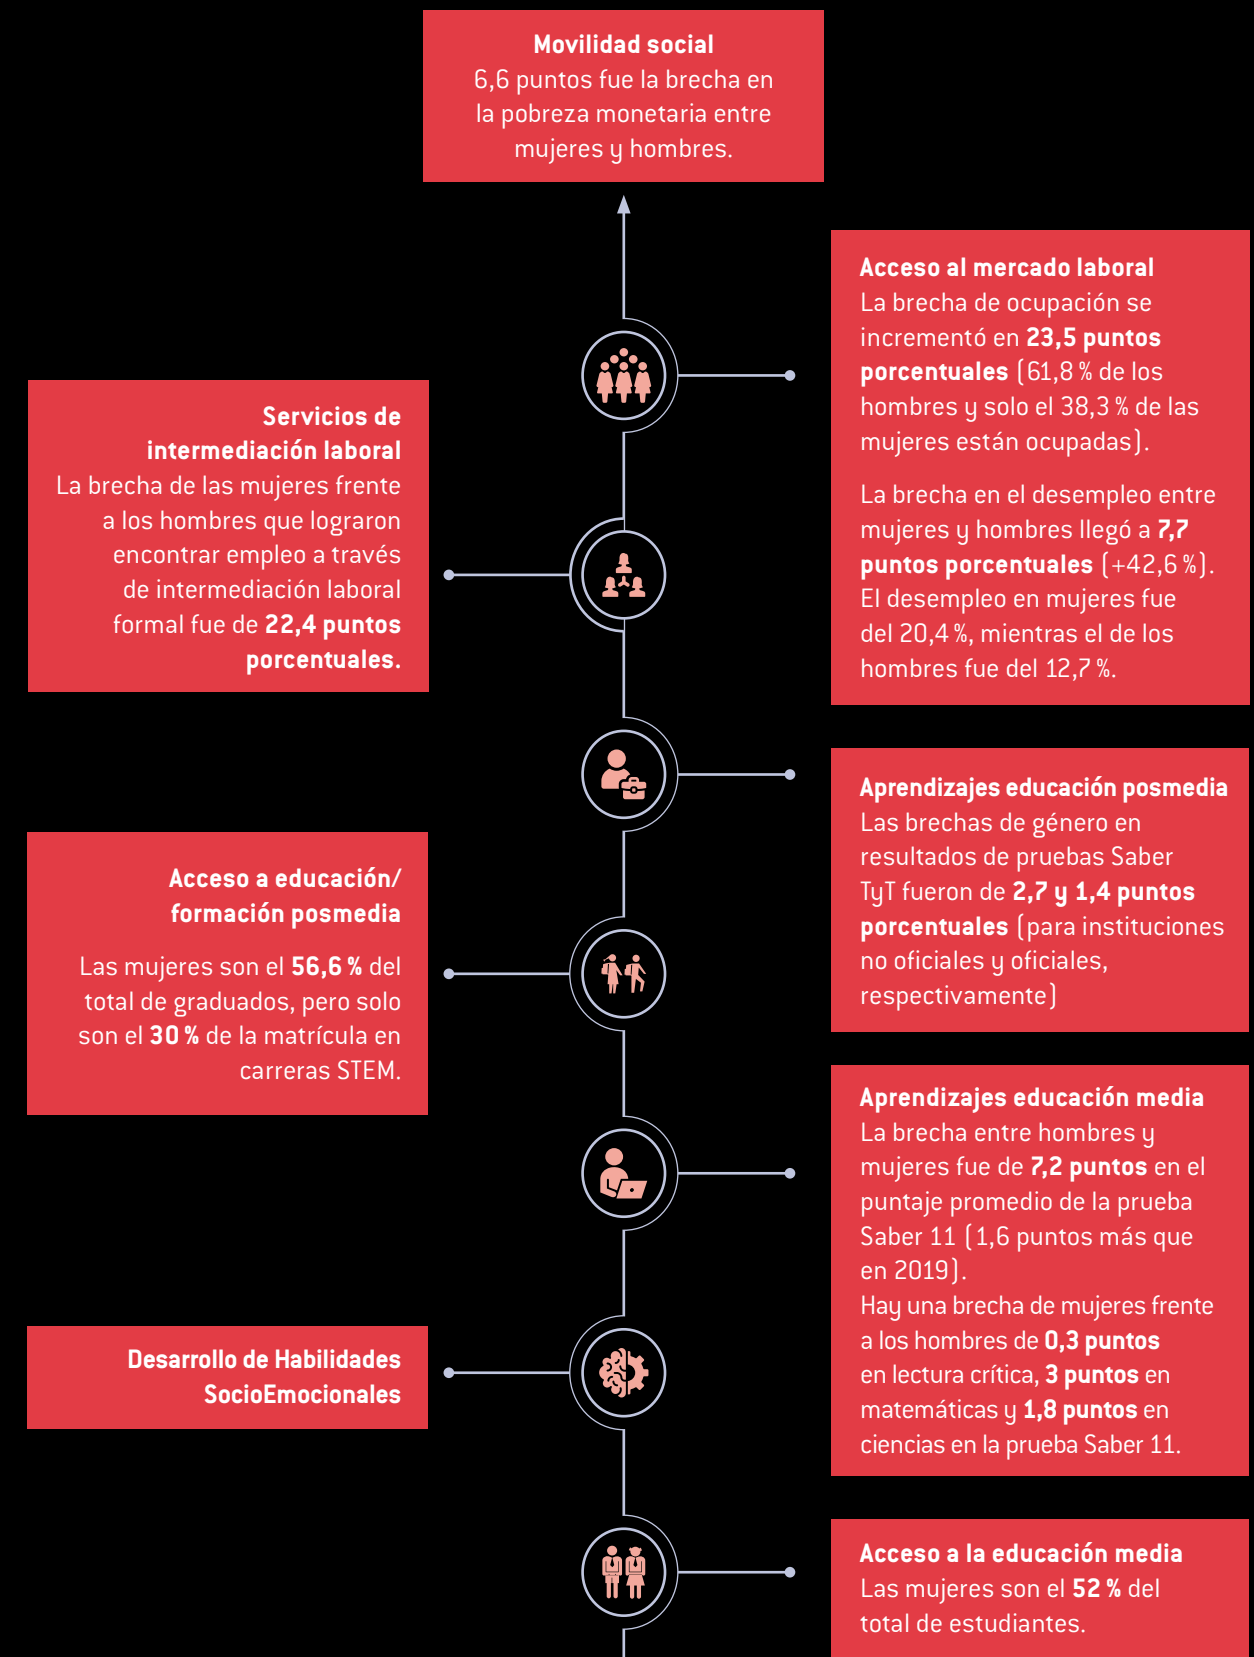 Movilidad social
6,6 puntos fue la brecha en
la pobreza monetaria entre
mujeres y hombres.
Acceso al mercado laboral
La brecha de ocupación se
incrementó en 23,5 puntos
porcentuales (61,8 % de los
hombres y solo el 38,3 % de las
mujeres están ocupadas).
La brecha en el desempleo entre
mujeres y hombres llegó a 7,7
puntos porcentuales (+42,6 %).
El desempleo en mujeres fue
del 20,4 %, mientras el de los
hombres fue del 12,7 %.
Servicios de
intermediación laboral
La brecha de las mujeres frente
a los hombres que lograron
encontrar empleo a través
de intermediación laboral
formal fue de 22,4 puntos
porcentuales.
Aprendizajes educación posmedia
Las brechas de género en
resultados de pruebas Saber
TyT fueron de 2,7 y 1,4 puntos
porcentuales (para instituciones
no oficiales y oficiales,
respectivamente)
Acceso a educación/
formación posmedia
Las mujeres son el 56,6 % del
total de graduados, pero solo
son el 30 % de la matrícula en
carreras STEM.
Aprendizajes educación media
La brecha entre hombres y
mujeres fue de 7,2 puntos en el
puntaje promedio de la prueba
Saber 11 (1,6 puntos más que
en 2019).
Hay una brecha de mujeres frente
a los hombres de 0,3 puntos
en lectura crítica, 3 puntos en
matemáticas y 1,8 puntos en
ciencias en la prueba Saber 11.
Desarrollo de Habilidades
SocioEmocionales
Acceso a la educación media
Las mujeres son el 52 % del
total de estudiantes.